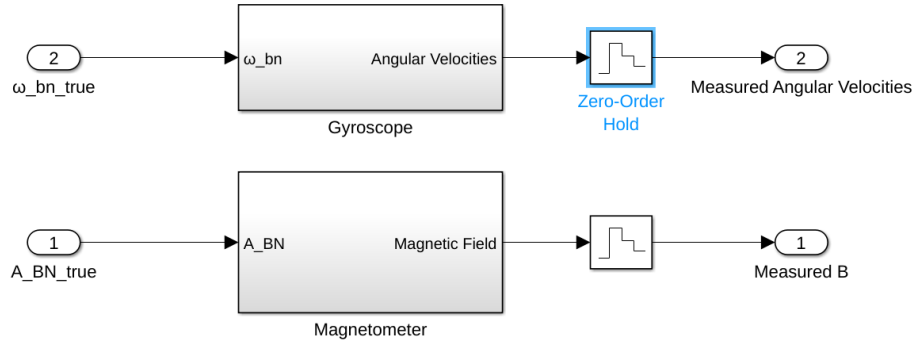 2
ω_bn_true
ω_bn
Angular Velocities
Gyroscope
Zero-Order
Hold
2
Measured Angular Velocities
1
A_BN_true
A_BN
Magnetic Field
Magnetometer
1
Measured B